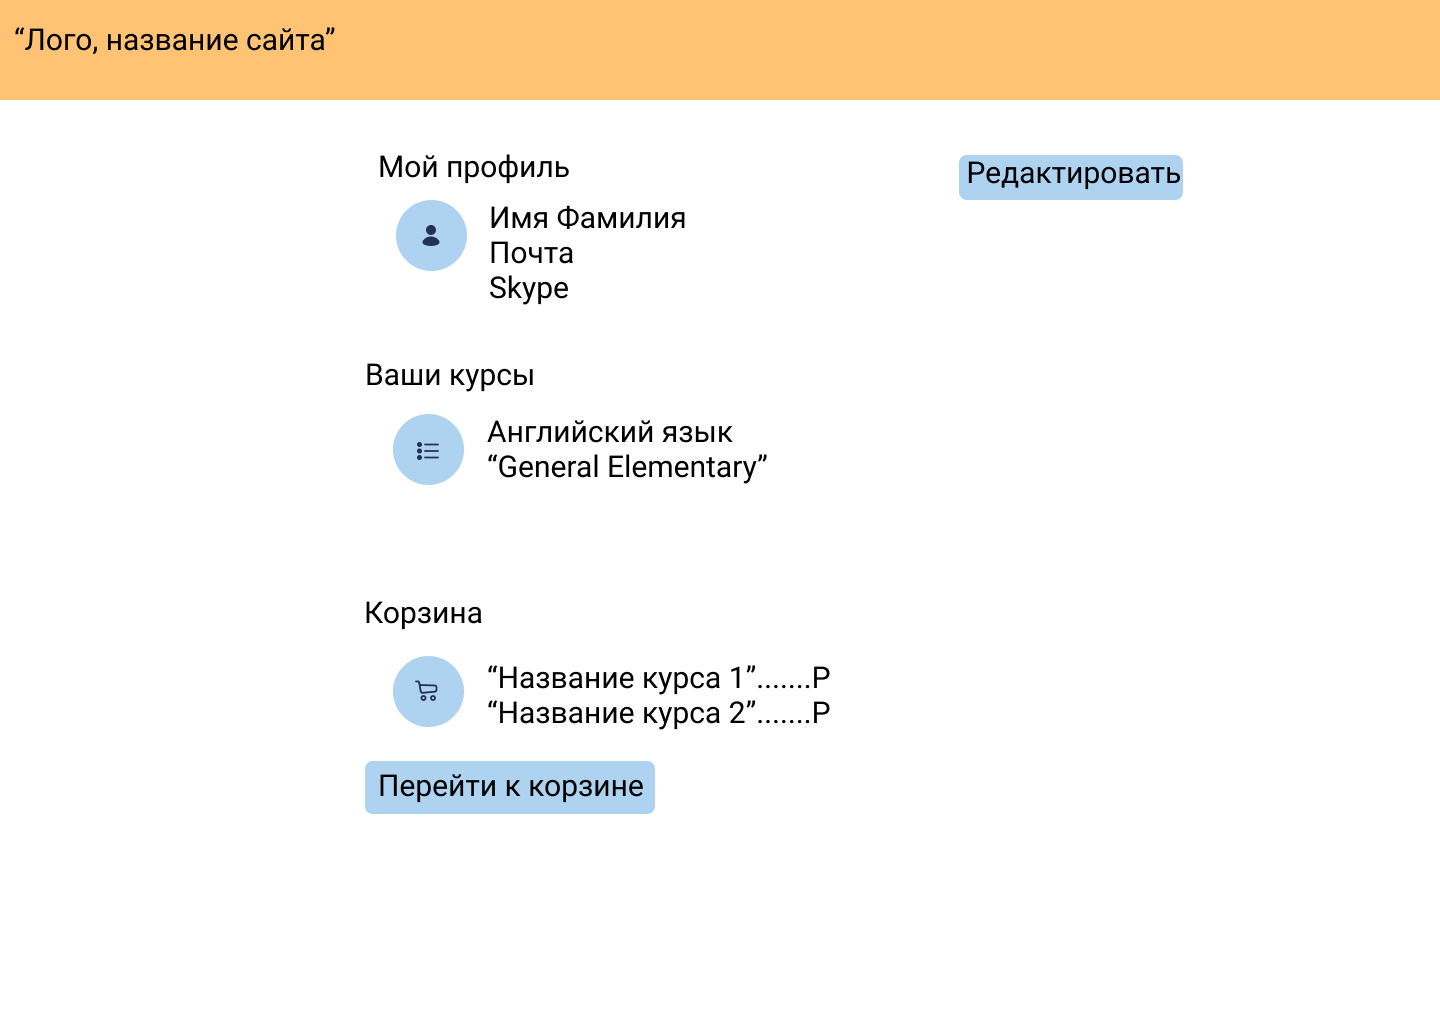 “Лого, название сайта”
Мой профиль
Редактировать
Имя Фамилия
Почта
Skype
Ваши курсы
Английский язык
“General Elementary”
Корзина
“Название курса 1”.......Р
“Название курса 2”.......Р
Перейти к корзине